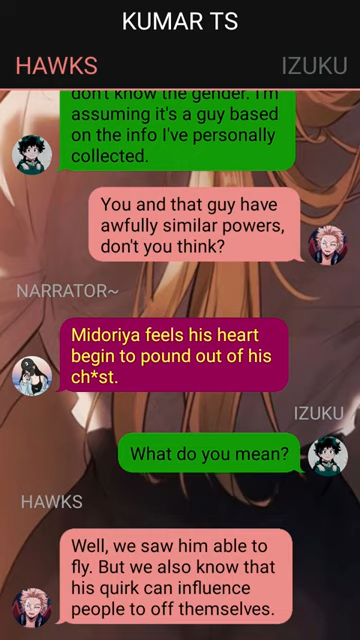 KUMAR TS
HAWKS
IZUKU
don't know the gender. I'm
assuming it's a guy based
on the info I've personally
collected.
You and that guy have
awfully similar powers,
don't you think?
NARRATOR~
Midoriya feels his heart
begin to pound out of his
ch*st.
IZUKU
What do you mean?
HAWKS
Well, we saw him able to
fly. But we also know that
his quirk can influence
people to off themselves.